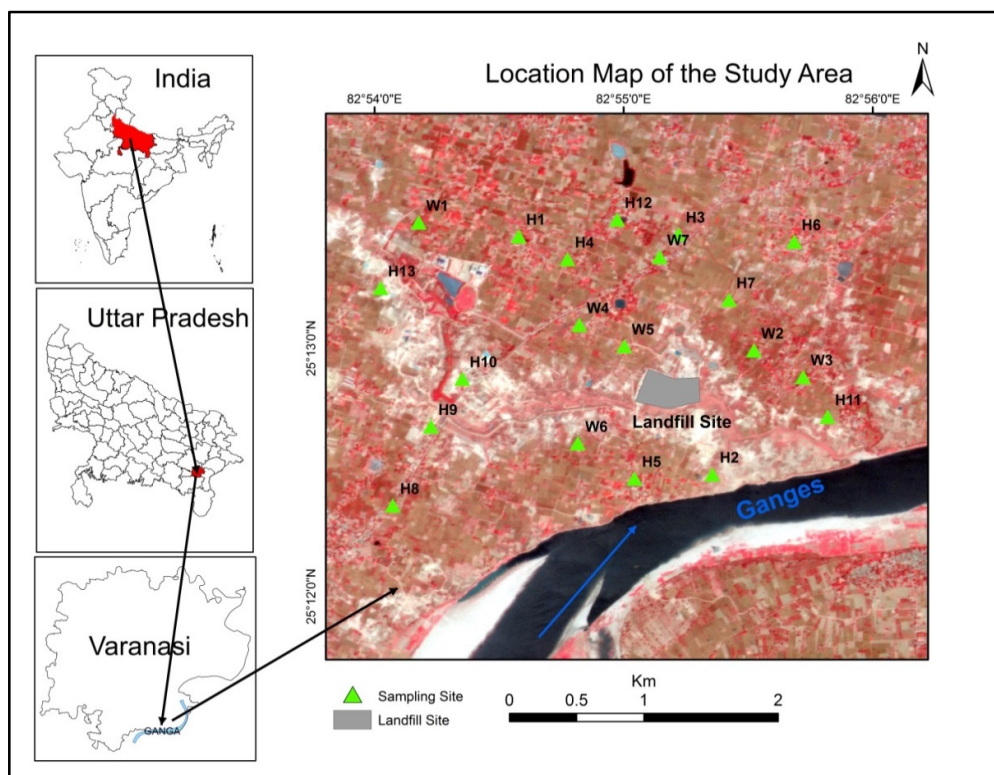 India
Uttar Pradesh
Varanasi
GANGA
N
Location Map of the Study Area
82°54'0"E
82°55'0"E
82°56'0"E
25°13'0"N
25°12'0"N
W1
H1
H12
H3
H4
W7
H6
H13
H7
W4
W5
W2
H10
W3
Landfill Site
H11
H9
W6
H5
H2
H8
Ganges
Sampling Site
Landfill Site
Km
0 0.5 1 2